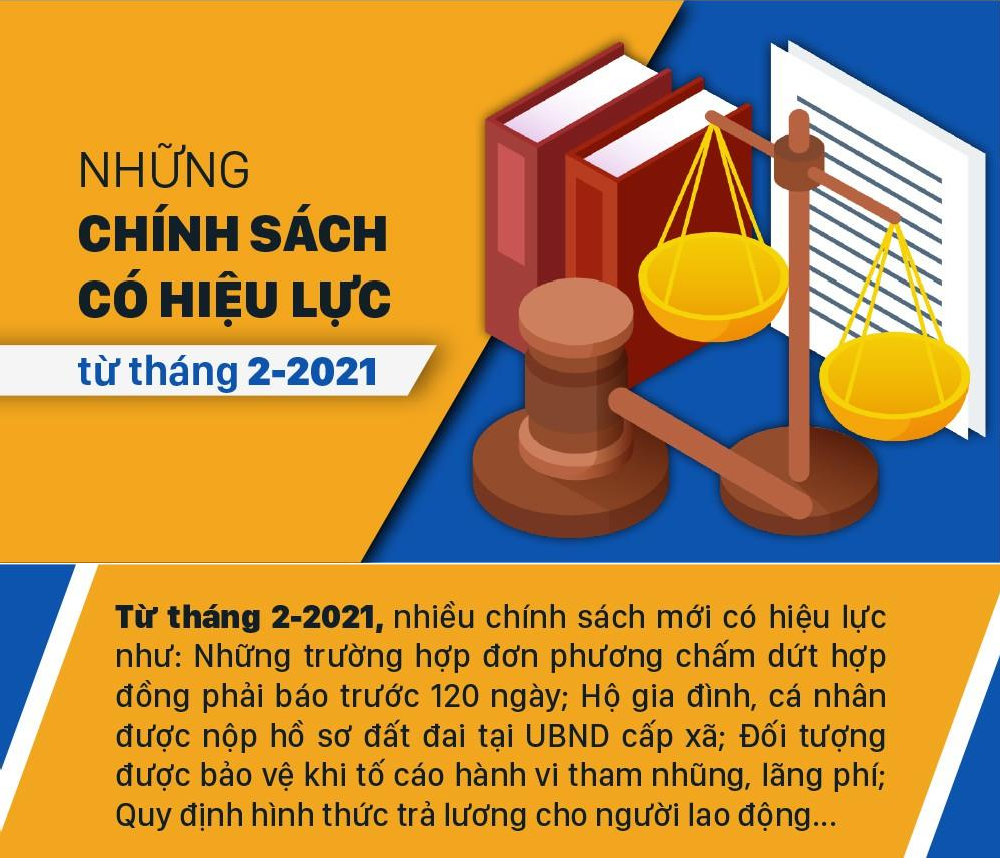 NHỮNG
CHÍNH SÁCH
CÓ HIỆU LỰC
từ tháng 2-2021
Từ tháng 2-2021, nhiều chính sách mới có hiệu lực
như: Những trường hợp đơn phương chấm dứt hợp
đồng phải báo trước 120 ngày; Hộ gia đình, cá nhân
được nộp hồ sơ đất đai tại UBND cấp xã; Đối tượng
được bảo vệ khi tố cáo hành vi tham nhũng, lãng phí;
Quy định hình thức trả lương cho người lao động...